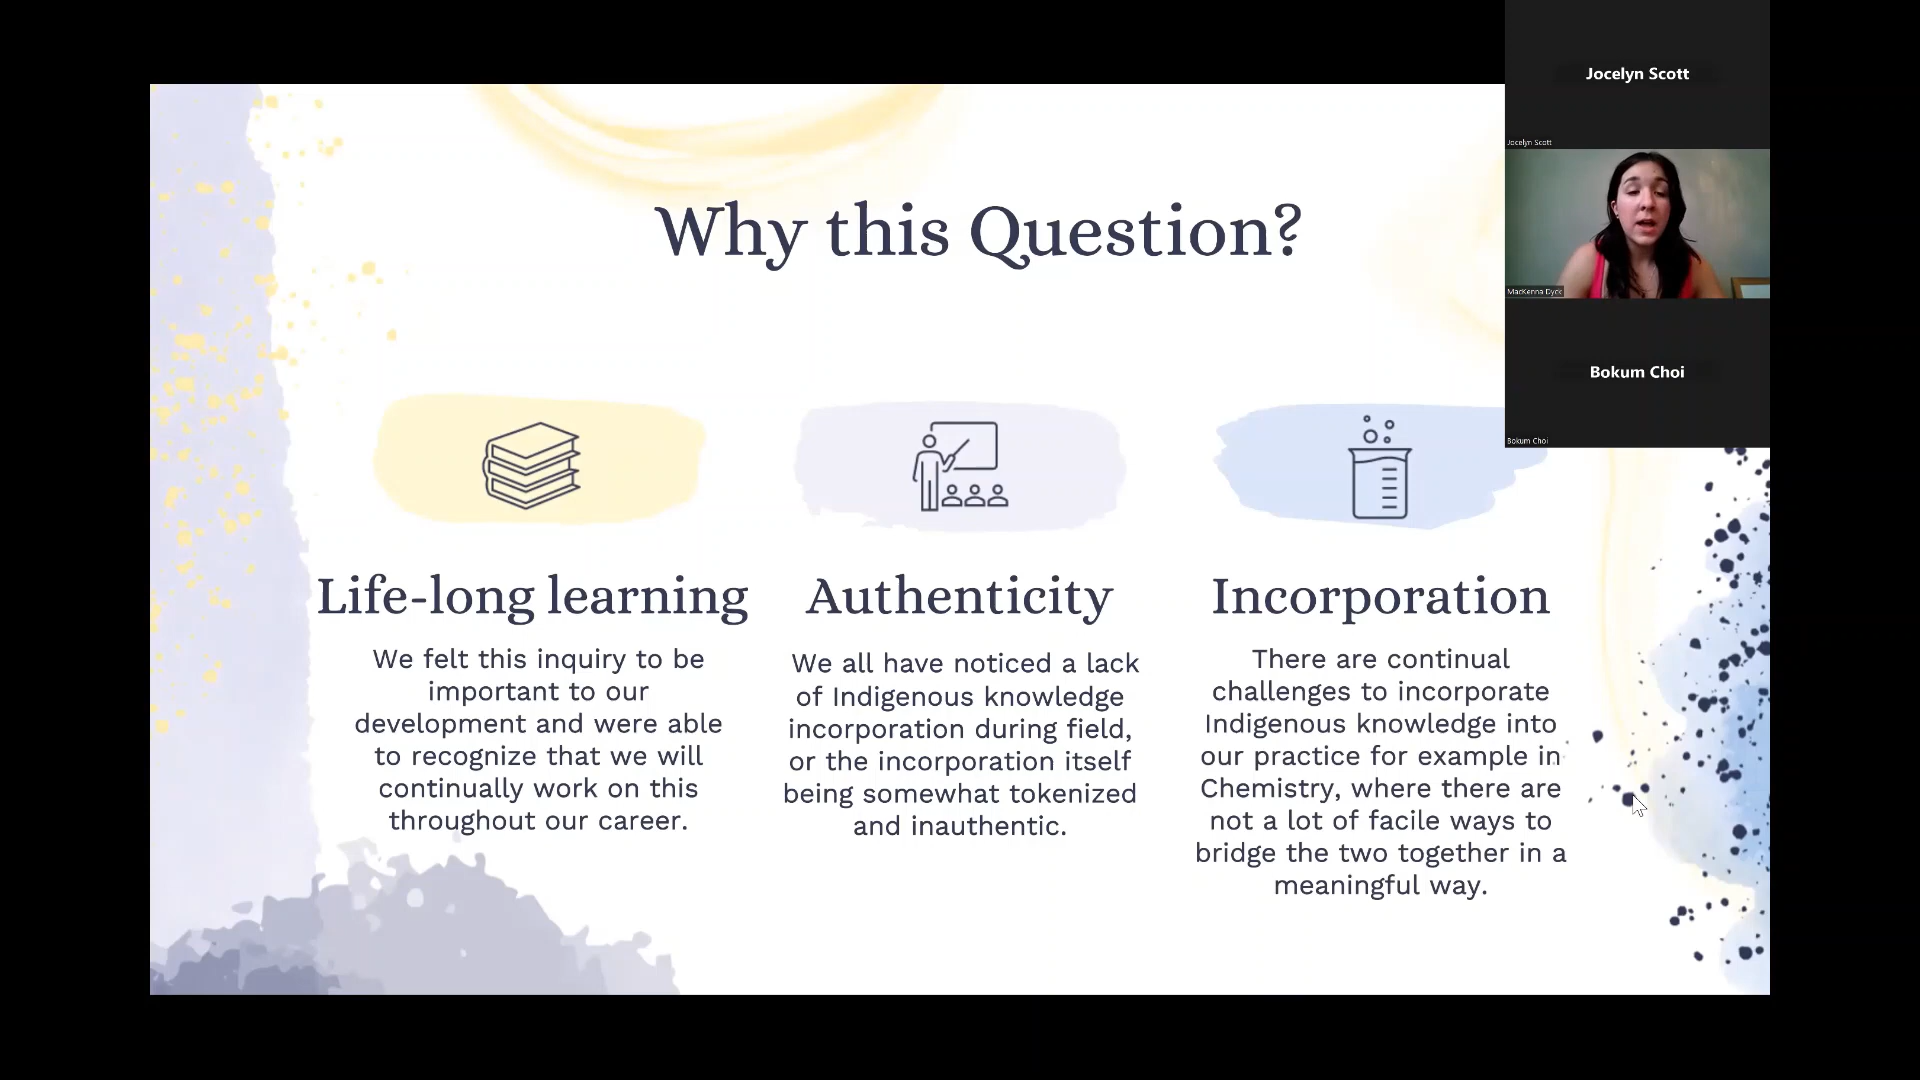 Jocelyn Scott
Jocelyn Scott
MacKenna Dyck
Bokum Choi
Bokum Choi
Why this Question?
Life-long learning
We felt this inquiry to be
important to our
development and were able
to recognize that we will
continually work on this
throughout our career.
Authenticity
We all have noticed a lack
of Indigenous knowledge
incorporation during field,
or the incorporation itself
being somewhat tokenized
and inauthentic.
Incorporation
There are continual
challenges to incorporate
Indigenous knowledge into
our practice for example in
Chemistry, where there are
not a lot of facile ways to
bridge the two together in a
meaningful way.